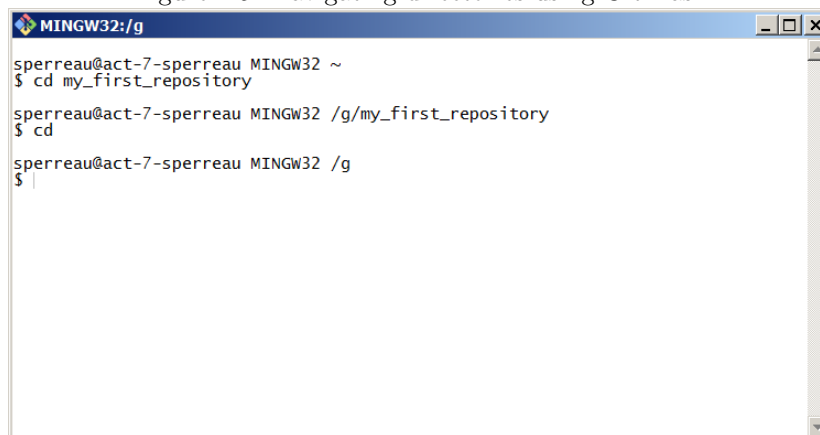 MINGW32:/g
sperreau@act-7-sperreau MINGW32 ~
$ cd my_first_repository
sperreau@act-7-sperreau MINGW32 /g/my_first_repository
$ cd
sperreau@act-7-sperreau MINGW32 /g
$